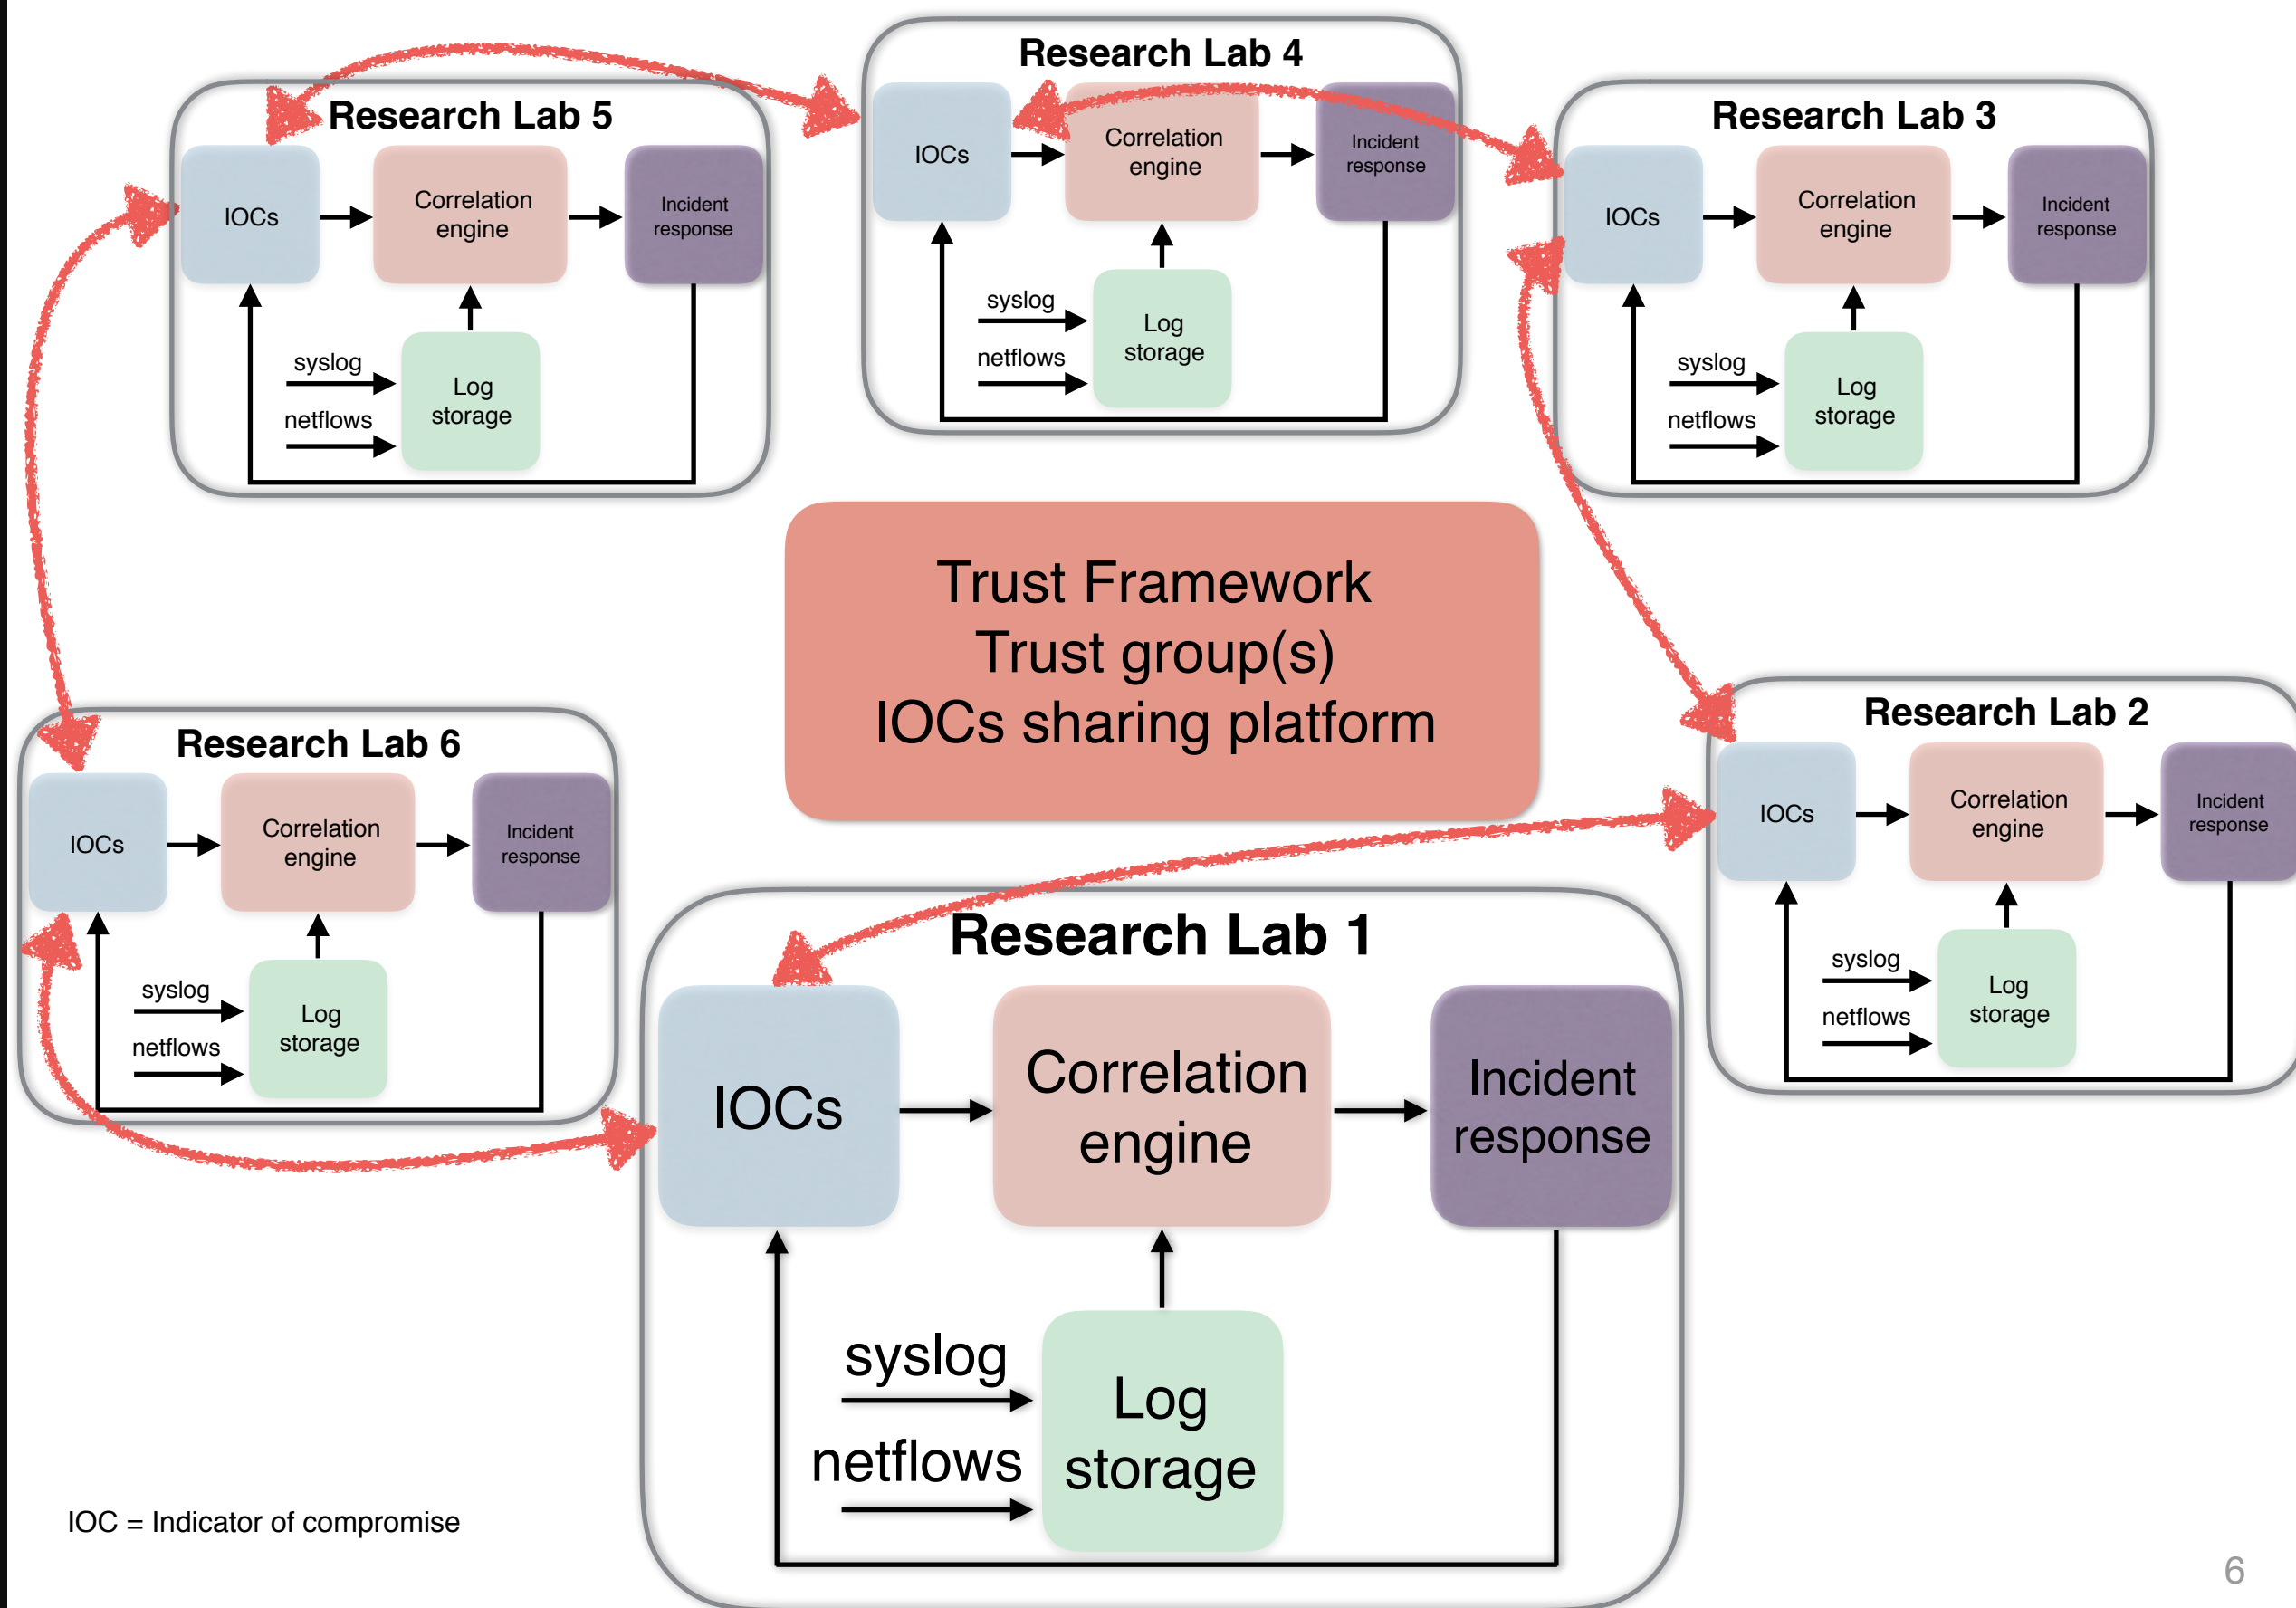 Research Lab 5
IOCs
Correlation
engine
Incident
response
syslog
netflows
Log
storage
Research Lab 4
IOCs
Correlation
engine
Incident
response
syslog
netflows
Log
storage
Research Lab 3
IOCs
Correlation
engine
Incident
response
syslog
netflows
Log
storage
Trust Framework
Trust group(s)
IOCs sharing platform
Research Lab 6
IOCs
Correlation
engine
Incident
response
syslog
netflows
Log
storage
Research Lab 2
IOCs
Correlation
engine
Incident
response
syslog
netflows
Log
storage
Research Lab 1
IOCs
Correlation
engine
Incident
response
syslog
netflows
Log
storage
IOC = Indicator of compromise
6